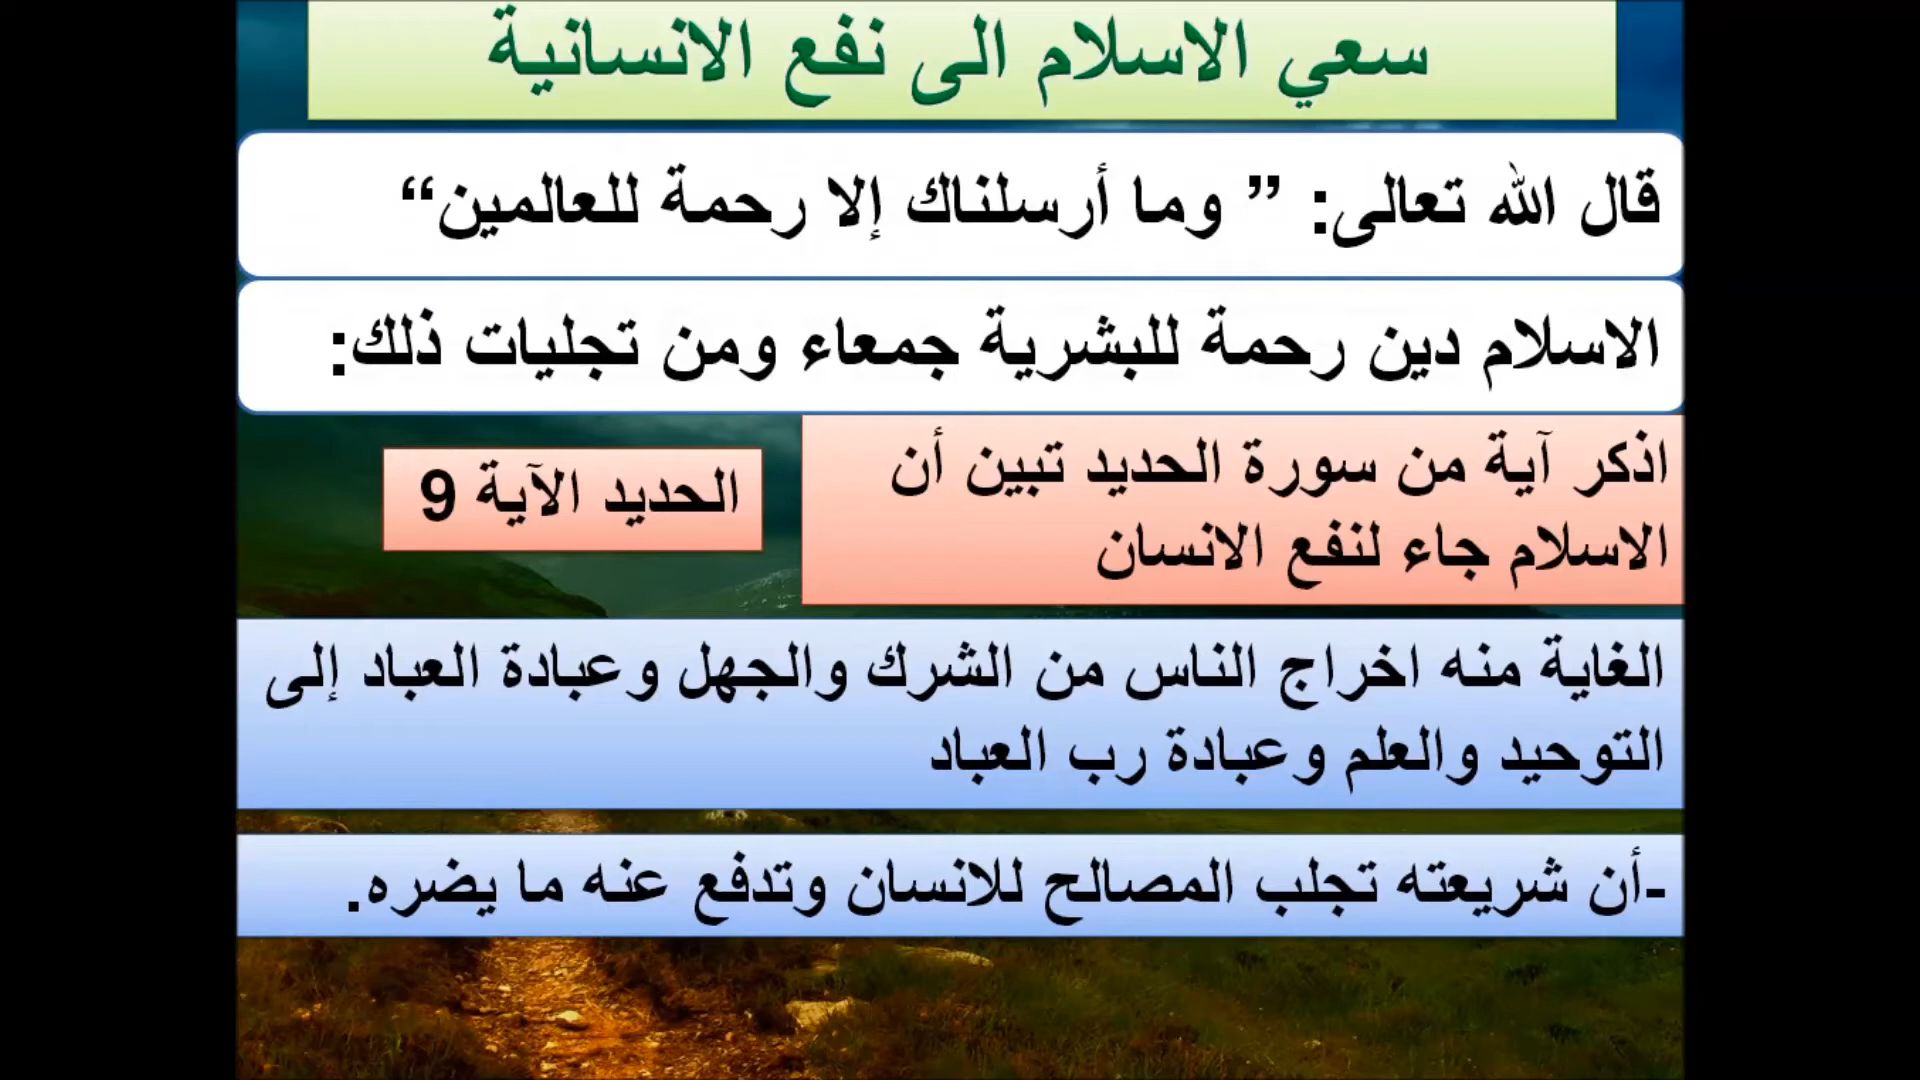 سعي الاسلام الى نفع الانسانية
قال الله تعالى: ” وما أرسلناك إلا رحمة للعالمين“
الاسلام دين رحمة للبشرية جمعاء ومن تجليات ذلك:
اذكر آية من سورة الحديد تبين أن
الاسلام جاء لنفع الانسان
الحديد الآية 9
الغاية منه اخراج الناس من الشرك والجهل وعبادة العباد إلى
التوحيد والعلم وعبادة رب العباد
-أن شريعته تجلب المصالح للانسان وتدفع عنه ما يضره.